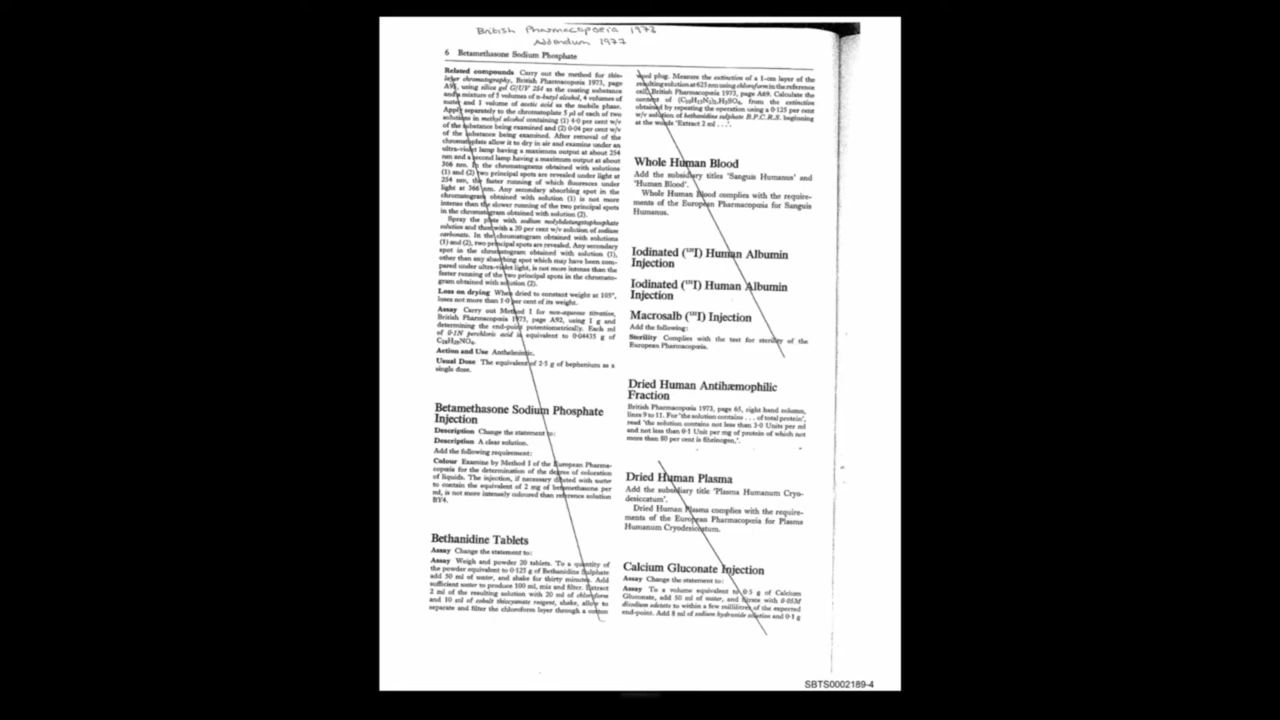 British Pharmacopoeia 1973
Addendum 1977
6 Betamethasone Sodium Phosphate
Related compounds Carry out the method for thin-
layer chromatography, British Pharmacopœia 1973, page
A95, using silica gel G/UV 254 as the coating substance
and a mixture of 5 volumes of n-butyl alcohol, 4 volumes of
water and 1 volume of acetic acid as the mobile phase.
Apply separately to the chromatoplate 5 µl of each of two
solutions in methyl alcohol containing (1) 4·0 per cent w/v
of the substance being examined and (2) 0·04 per cent w/v
of the substance being examined. After removal of the
chromatoplate allow it to dry in air and examine under an
ultra-violet lamp having a maximum output at about 254
nm and a second lamp having a maximum output at about
366 nm. In the chromatograms obtained with solutions
(1) and (2) two principal spots are revealed under light at
254 nm, the faster running of which fluoresces under
light at 366 nm. Any secondary absorbing spot in the
chromatogram obtained with solution (1) is not more
intense than the slower running of the two principal spots
in the chromatogram obtained with solution (2).
Spray the plate with sodium
solution and then with a 20 per cent w/v solution of sodium
carbonate. In the chromatograms obtained with solutions
(1) and (2), two principal spots are revealed. Any secondary
spot in the chromatogram obtained with solution (1),
other than any absorbing spot which may have been com-
pared under ultra-violet light, is not more intense than the
faster running of the two principal spots in the chromato-
gram obtained with solution (2).
Loss on drying When dried to constant weight at 105°,
loses not more than 1·0 per cent of its weight.
Assay Carry out Method I for non-aqueous titration,
British Pharmacopœia 1973, page A92, using 1 g and
determining the end-point potentiometrically. Each ml
of 0·1N perchloric acid is equivalent to 0·04435 g of
C28H29NO4.
Action and Use Anthelmintic.
Usual Dose The equivalent of 2·5 g of bephenium as a
single dose.
Betamethasone Sodium Phosphate
Injection
Description Change the statement to:
Description A clear solution.
Add the following requirement:
Colour Examine by Method I of the European Pharma-
copœia for the determination of the degree of coloration
of liquids. The injection, if necessary diluted with water
to contain the equivalent of 2 mg of betamethasone per
ml, is not more intensely coloured than reference solution
BY4.
Bethanidine Tablets
Assay Change the statement to:
Assay Weigh and powder 20 tablets. To a quantity of
the powder equivalent to 0·125 g of Bethanidine Sulphate
add 50 ml of water, and shake for thirty minutes. Add
sufficient water to produce 100 ml, mix and filter. Extract
2 ml of the resulting solution with 20 ml of chloroform
and 10 ml of cobalt thiocyanate reagent, shake, allow to
separate and filter the chloroform layer through a cotton
wool plug. Measure the extinction of a 1-cm layer of the
resulting solution at 625 nm using chloroform in the reference
cell, British Pharmacopœia 1973, page A69. Calculate the
content of (C10H15N3)2,H2SO4, from the extinction
obtained by repeating the operation using a 0·125 per cent
w/v solution of bethanidine sulphate B.P.C.R.S. beginning
at the words 'Extract 2 ml . . .'.
Whole Human Blood
Add the subsidiary titles 'Sanguis Humanus' and
'Human Blood'.
Whole Human Blood complies with the require-
ments of the European Pharmacopœia for Sanguis
Humanus.
Iodinated (¹²⁵I) Human Albumin
Injection
Iodinated (¹³¹I) Human Albumin
Injection
Macrosalb (¹³¹I) Injection
Add the following:
Sterility Complies with the test for sterility of the
European Pharmacopœia.
Dried Human Antihæmophilic
Fraction
British Pharmacopœia 1973, page 65, right hand column,
lines 9 to 11. For 'the solution contains . . . of total protein',
read 'the solution contains not less than 3·0 Units per ml
and not less than 0·1 Unit per mg of protein of which not
more than 80 per cent is fibrinogen,'.
Dried Human Plasma
Add the subsidiary title 'Plasma Humanum Cryo-
desiccatum'.
Dried Human Plasma complies with the require-
ments of the European Pharmacopœia for Plasma
Humanum Cryodesiccatum.
Calcium Gluconate Injection
Assay Change the statement to:
Assay To a volume equivalent to 0·5 g of Calcium
Gluconate, add 50 ml of water, and titrate with 0·05M
disodium edetate to within a few millilitres of the expected
end-point. Add 8 ml of sodium hydroxide solution and 0·1 g
SBTS0002189-4